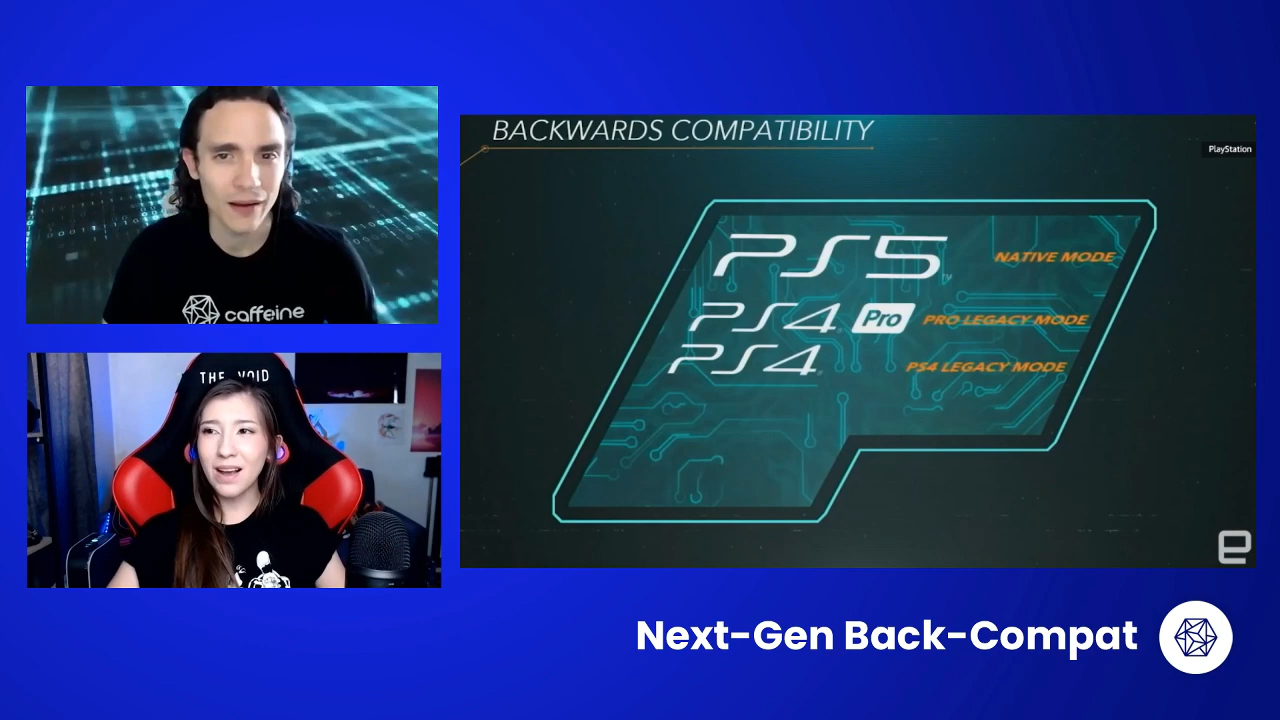 BACKWARDS COMPATIBILITY
PlayStation
PS5™ NATIVE MODE
PS4 Pro PRO LEGACY MODE
PS4 PS4 LEGACY MODE
caffeine
THE VOID
Next-Gen Back-Compat